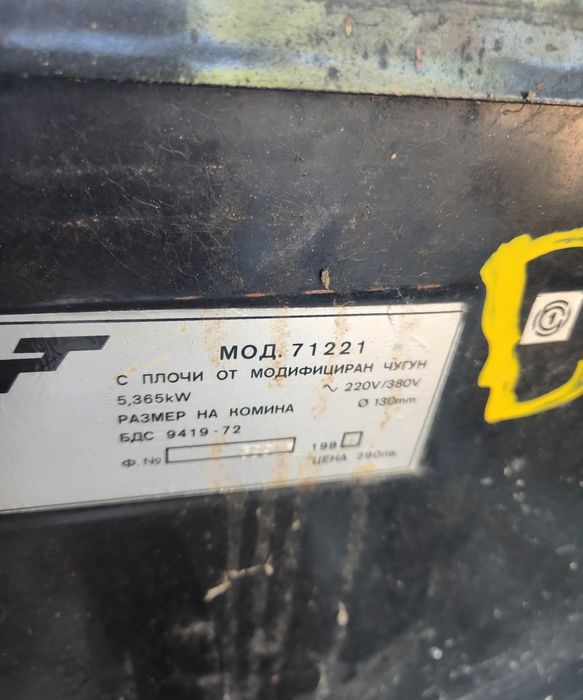 МОД. 71221
С ПЛОЧИ ОТ МОДИФИЦИРАН ЧУГУН
5,365kW ~ 220V/380V
РАЗМЕР НА КОМИНА Ø 130mm
БДС 9419-72
Ф. № 198
ЦЕНА 290лв.